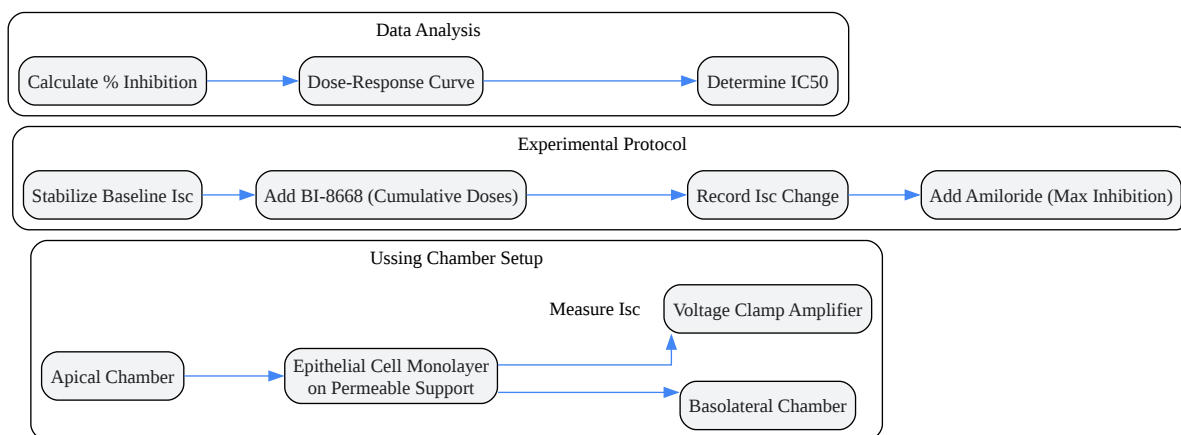 Data Analysis
Calculate % Inhibition
Dose-Response Curve
Determine IC50
Experimental Protocol
Stabilize Baseline Isc
Add BI-8668 (Cumulative Doses)
Record Isc Change
Add Amiloride (Max Inhibition)
Ussing Chamber Setup
Measure Isc
Voltage Clamp Amplifier
Apical Chamber
Epithelial Cell Monolayer
on Permeable Support
Basolateral Chamber